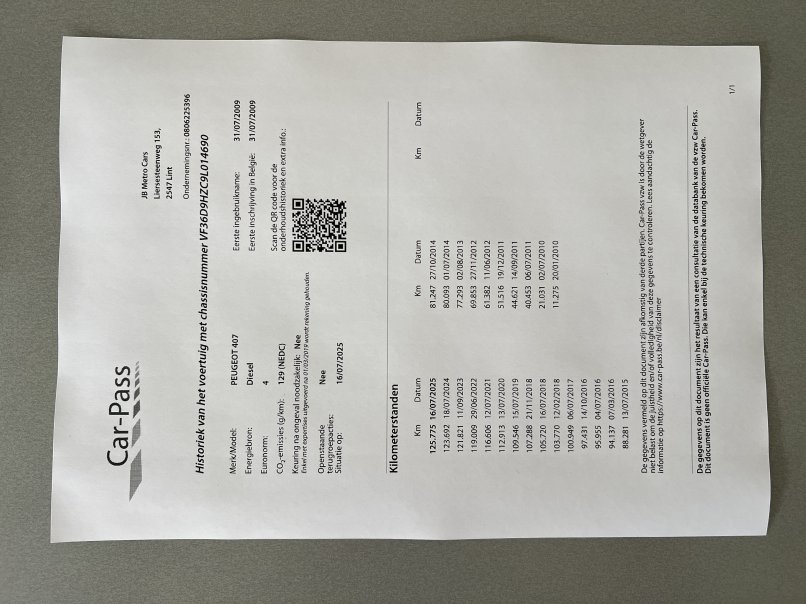 Car-Pass
JB Metro Cars
Liersesteenweg 153,
2547 Lint
Ondernemingsnr.: 0806225396
Historiek van het voertuig met chassisnummer VF36D9HZC9L014690
Merk/Model: PEUGEOT 407
Energiebron: Diesel
Euronorm: 4
CO₂-emissies (g/km): 129 (NEDC)
Keuring na ongeval noodzakelijk: Nee
Enkel met expertises uitgevoerd na 01/03/2019 wordt rekening gehouden.
Openstaande Nee
terugroepacties:
Situatie op: 16/07/2025
Eerste ingebruikname: 31/07/2009
Eerste inschrijving in België: 31/07/2009
Scan de QR code voor de
onderhoudshistoriek en extra info.:
Kilometerstanden
Km Datum Km Datum Km Datum
125.775 16/07/2025 81.247 27/10/2014
123.692 18/07/2024 80.093 01/07/2014
121.821 11/09/2023 77.293 02/08/2013
119.009 29/06/2022 69.853 27/11/2012
116.606 12/07/2021 61.382 11/06/2012
112.913 13/07/2020 51.516 19/12/2011
109.546 15/07/2019 44.621 14/09/2011
107.288 21/11/2018 40.453 06/07/2011
105.720 16/07/2018 21.031 02/07/2010
103.770 12/02/2018 11.275 20/01/2010
100.949 06/07/2017
97.431 14/10/2016
95.955 04/07/2016
94.137 07/03/2016
88.281 13/07/2015
De gegevens vermeld op dit document zijn afkomstig van derde partijen. Car-Pass vzw is door de wetgever
niet belast om de juistheid en/of volledigheid van deze gegevens te controleren. Lees aandachtig de
informatie op https://www.car-pass.be/nl/disclaimer
De gegevens op dit document zijn het resultaat van een consultatie van de databank van de vzw Car-Pass.
Dit document is geen officiële Car-Pass. Die kan enkel bij de technische keuring bekomen worden.
1/1